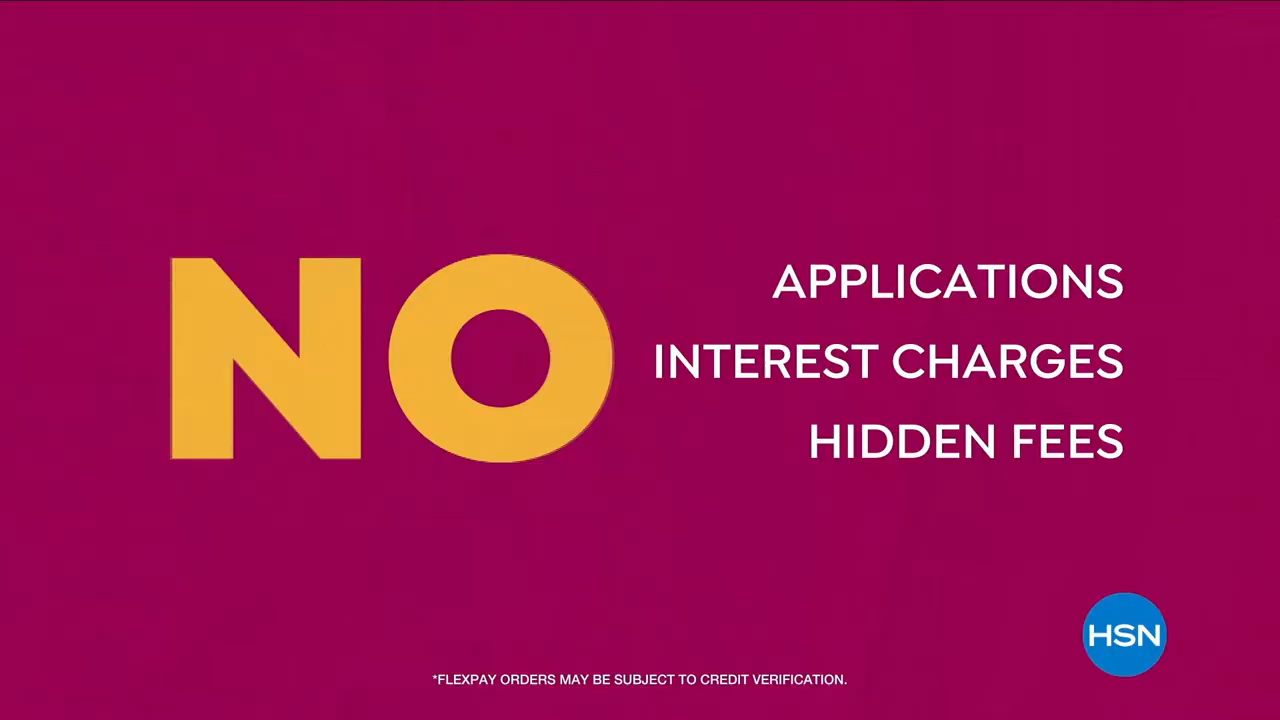 NO
APPLICATIONS
INTEREST CHARGES
HIDDEN FEES
HSN
*FLEXPAY ORDERS MAY BE SUBJECT TO CREDIT VERIFICATION.